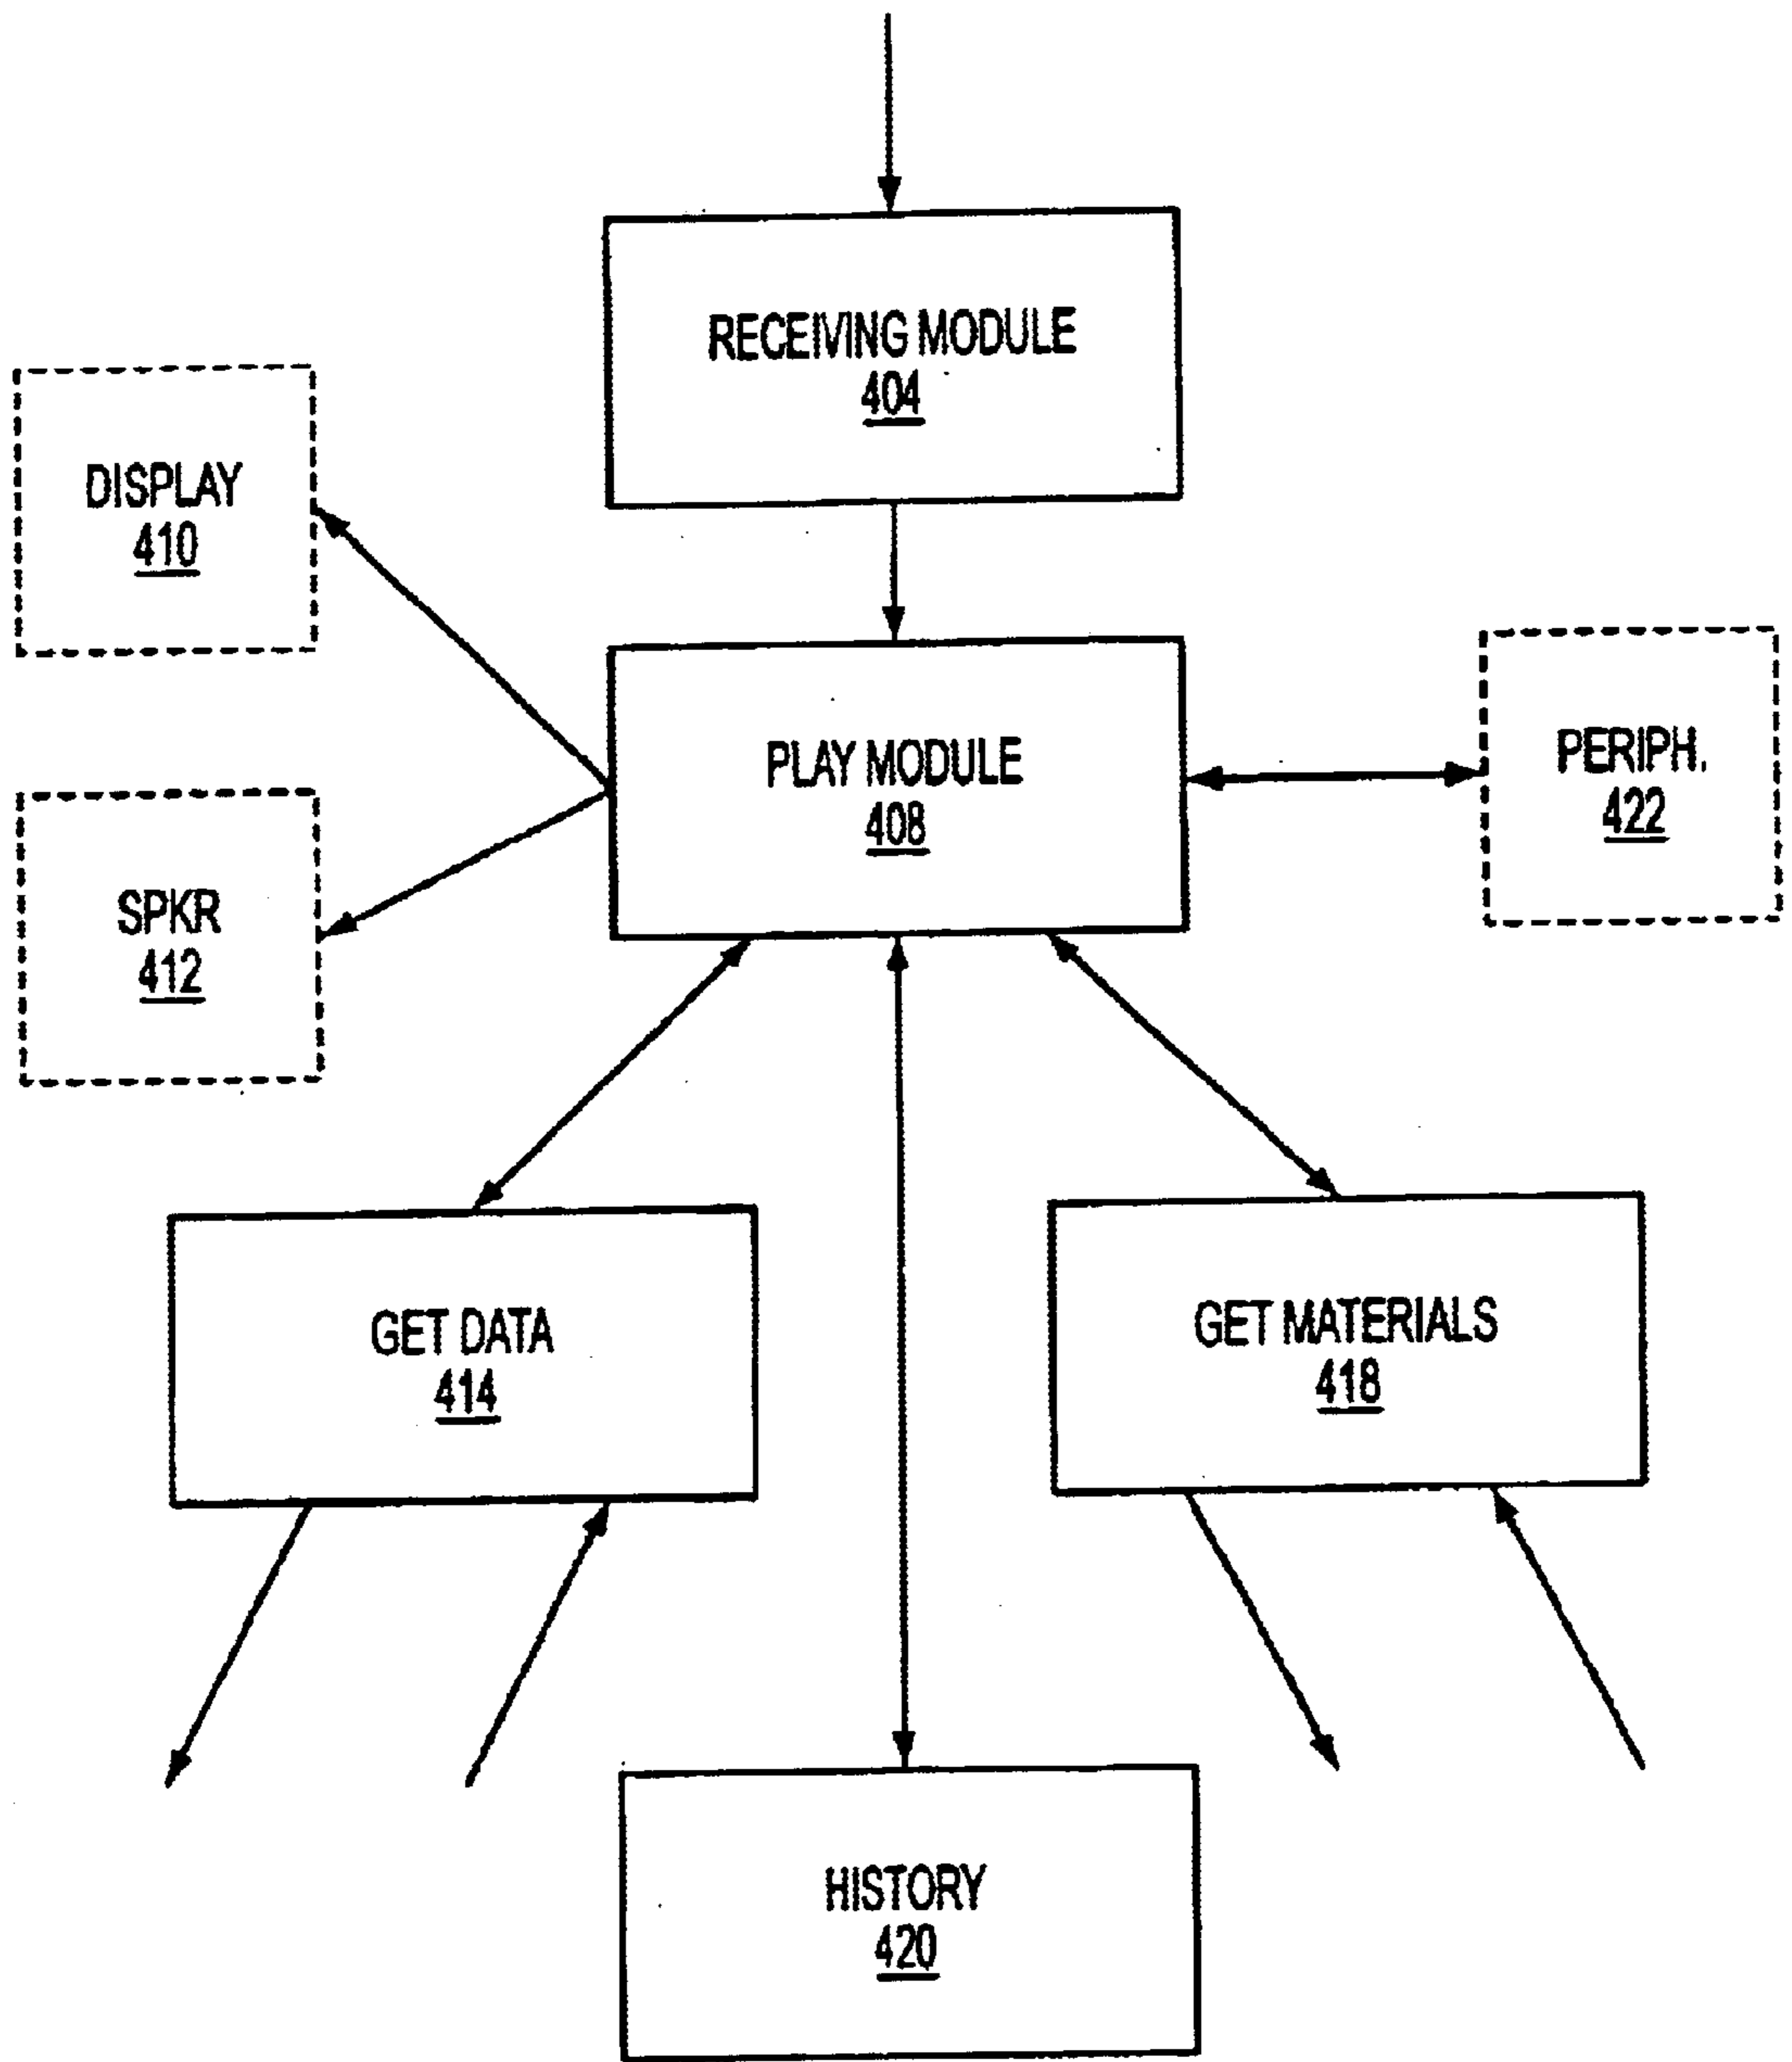 RECEIVING MODULE
404
DISPLAY
410
PLAY MODULE
408
PERIPH.
422
SPKR
412
GET DATA
414
GET MATERIALS
418
HISTORY
420